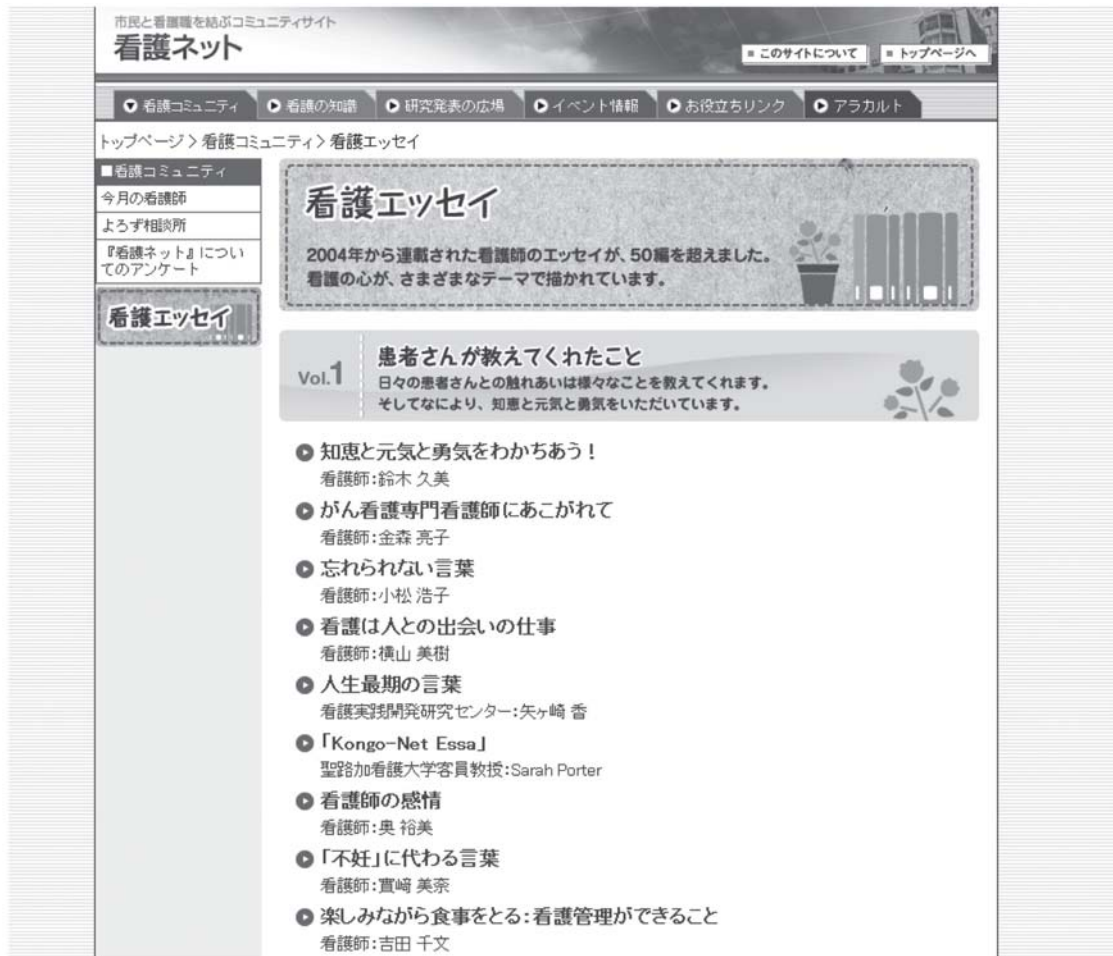 市民と看護職を結ぶコミュニティサイト
看護ネット
このサイトについて
トップページへ
看護コミュニティ
看護の知識
研究発表の広場
イベント情報
お役立ちリンク
アラカルト
トップページ > 看護コミュニティ > 看護エッセイ
■看護コミュニティ
今月の看護師
よろず相談所
『看護ネット』につい
てのアンケート
看護エッセイ
看護エッセイ
2004年から連載された看護師のエッセイが、50編を超えました。
看護の心が、さまざまなテーマで描かれています。
Vol.1
患者さんが教えてくれたこと
日々の患者さんとの触れあいは様々なことを教えてくれます。
そしてなにより、知恵と元気と勇気をいただいています。
知恵と元気と勇気をわかちあう！
看護師：鈴木 久美
がん看護専門看護師にあこがれて
看護師：金森 亮子
忘れられない言葉
看護師：小松 浩子
看護は人との出会いの仕事
看護師：横山 美樹
人生最期の言葉
看護実践開発研究センター：矢ヶ崎 香
「Kongo-Net Essa」
聖路加看護大学客員教授：Sarah Porter
看護師の感情
看護師：奥 裕美
「不妊」に代わる言葉
看護師：實﨑 美奈
楽しみながら食事をとる：看護管理ができること
看護師：吉田 千文